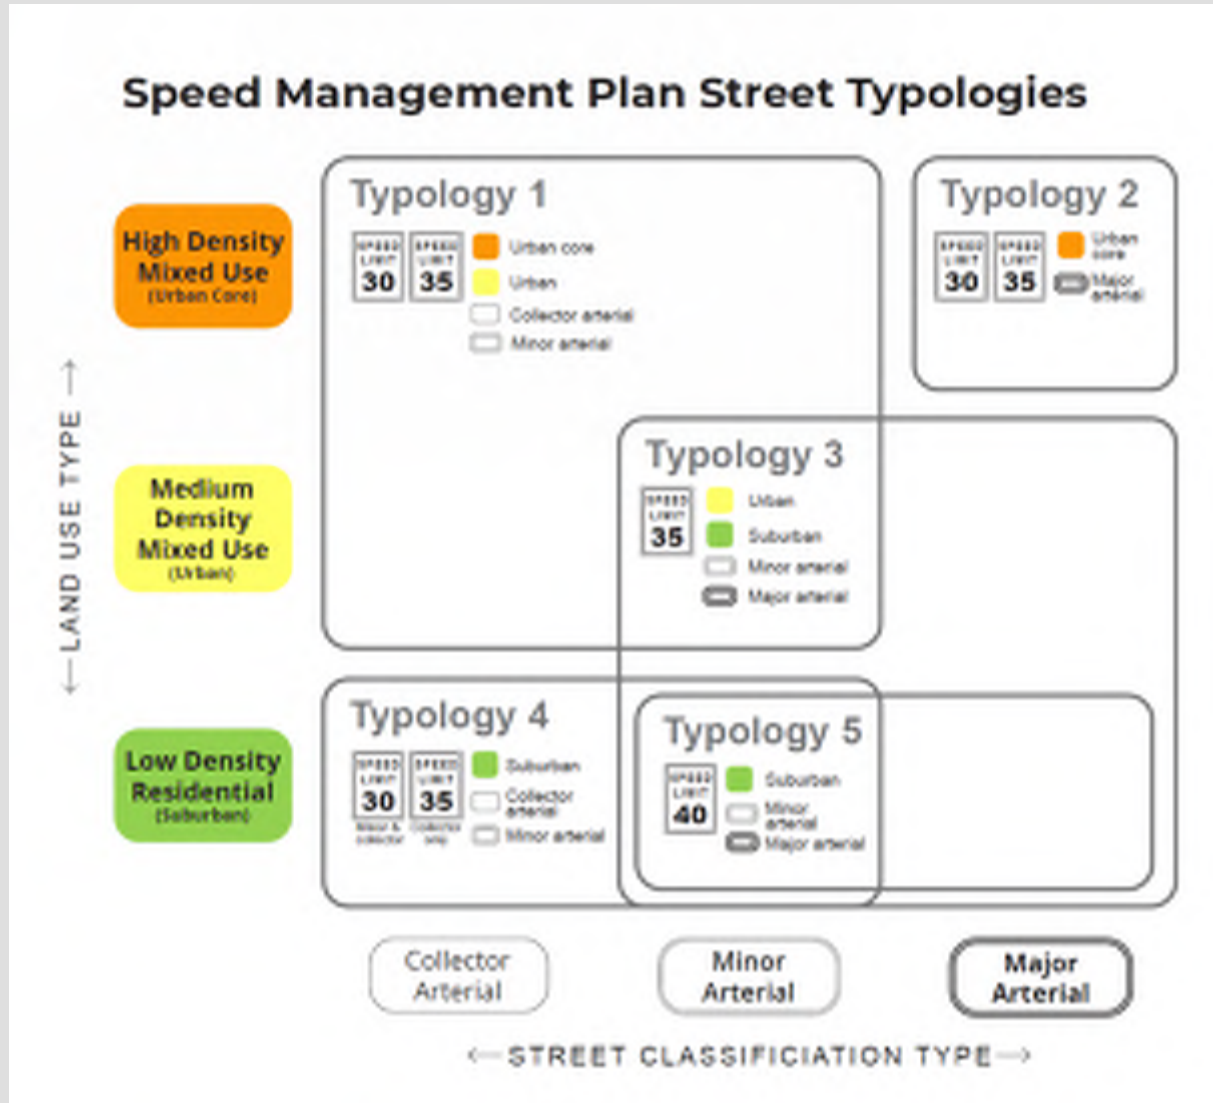 Speed Management Plan Street Typologies
High Density
Mixed Use
(Urban Core)
Typology 1
SPEED
LIMIT
30
SPEED
LIMIT
35
Urban core
Urban
Collector arterial
Minor arterial
Typology 2
SPEED
LIMIT
30
SPEED
LIMIT
35
Urban
core
Major
arterial
←LAND USE TYPE→
Medium
Density
Mixed Use
(Urban)
Typology 3
SPEED
LIMIT
35
Urban
Suburban
Minor arterial
Major arterial
Low Density
Residential
(Suburban)
Typology 4
SPEED
LIMIT
30
Minor &
collector
SPEED
LIMIT
35
Collector
only
Suburban
Collector
arterial
Minor arterial
Typology 5
SPEED
LIMIT
40
Suburban
Minor
arterial
Major arterial
Collector
Arterial
Minor
Arterial
Major
Arterial
←STREET CLASSIFICIATION TYPE→